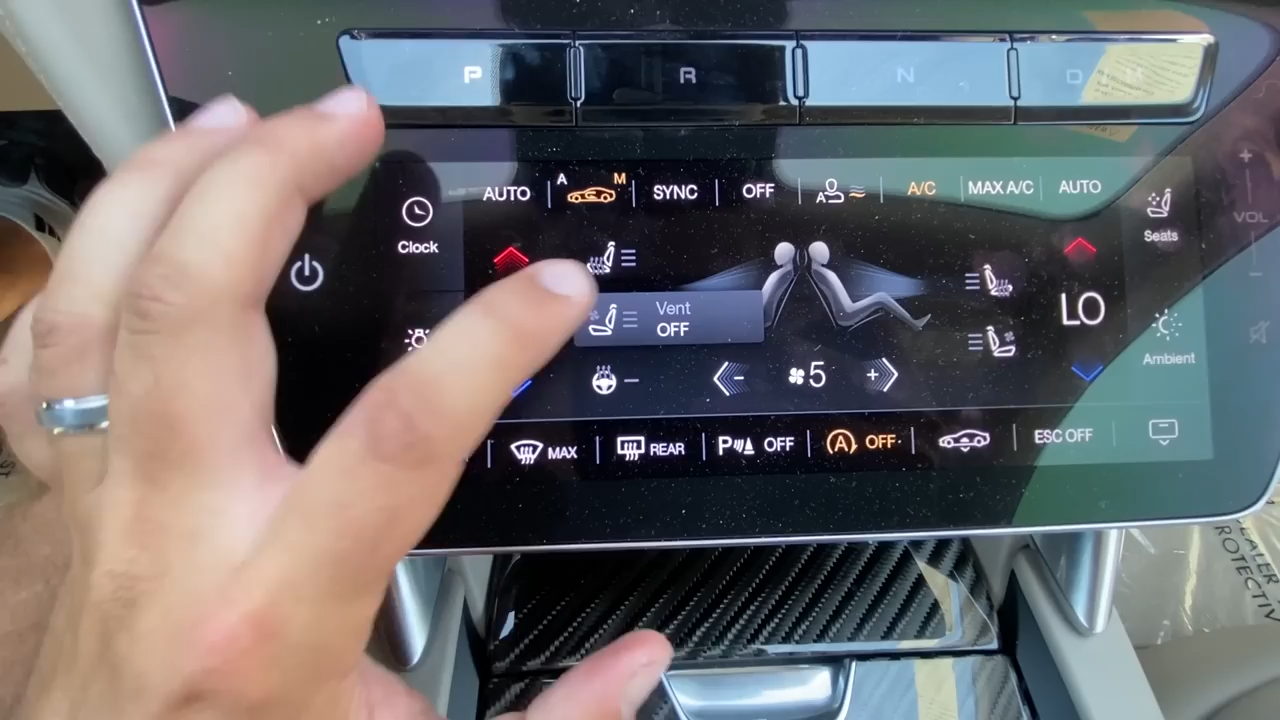 P R N D M
AUTO A M SYNC OFF A A/C MAX A/C AUTO
Clock
Seats
VOL
Vent
OFF
LO
5
Ambient
MAX REAR P OFF A OFF ESC OFF
ROTECTIV